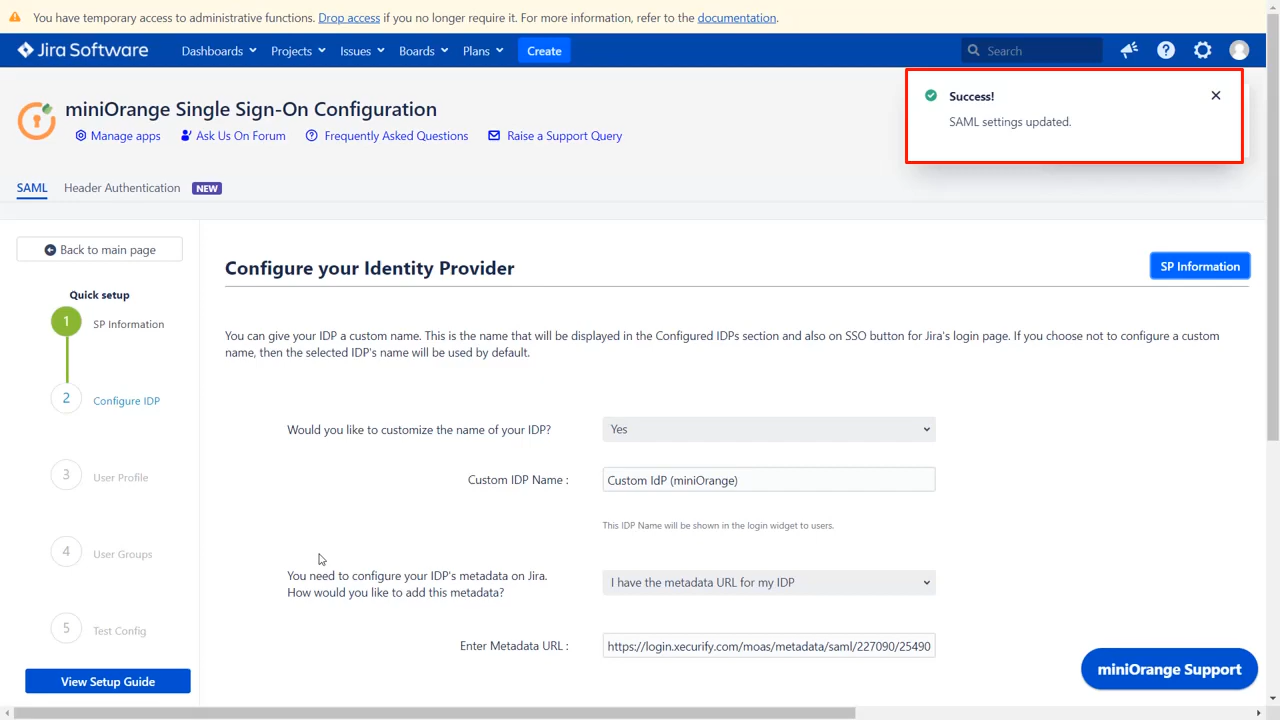 You have temporary access to administrative functions. Drop access if you no longer require it. For more information, refer to the documentation.
Jira Software Dashboards Projects Issues Boards Plans Create Search
Success!
SAML settings updated.
miniOrange Single Sign-On Configuration
Manage apps Ask Us On Forum Frequently Asked Questions Raise a Support Query
SAML Header Authentication NEW
Back to main page
Quick setup
1 SP Information
2 Configure IDP
3 User Profile
4 User Groups
5 Test Config
View Setup Guide
Configure your Identity Provider
SP Information
You can give your IDP a custom name. This is the name that will be displayed in the Configured IDPs section and also on SSO button for Jira's login page. If you choose not to configure a custom
name, then the selected IDP's name will be used by default.
Would you like to customize the name of your IDP? Yes
Custom IDP Name : Custom IdP (miniOrange)
This IDP Name will be shown in the login widget to users.
You need to configure your IDP's metadata on Jira.
How would you like to add this metadata?
I have the metadata URL for my IDP
Enter Metadata URL : https://login.xecurify.com/moas/metadata/saml/227090/25490
miniOrange Support